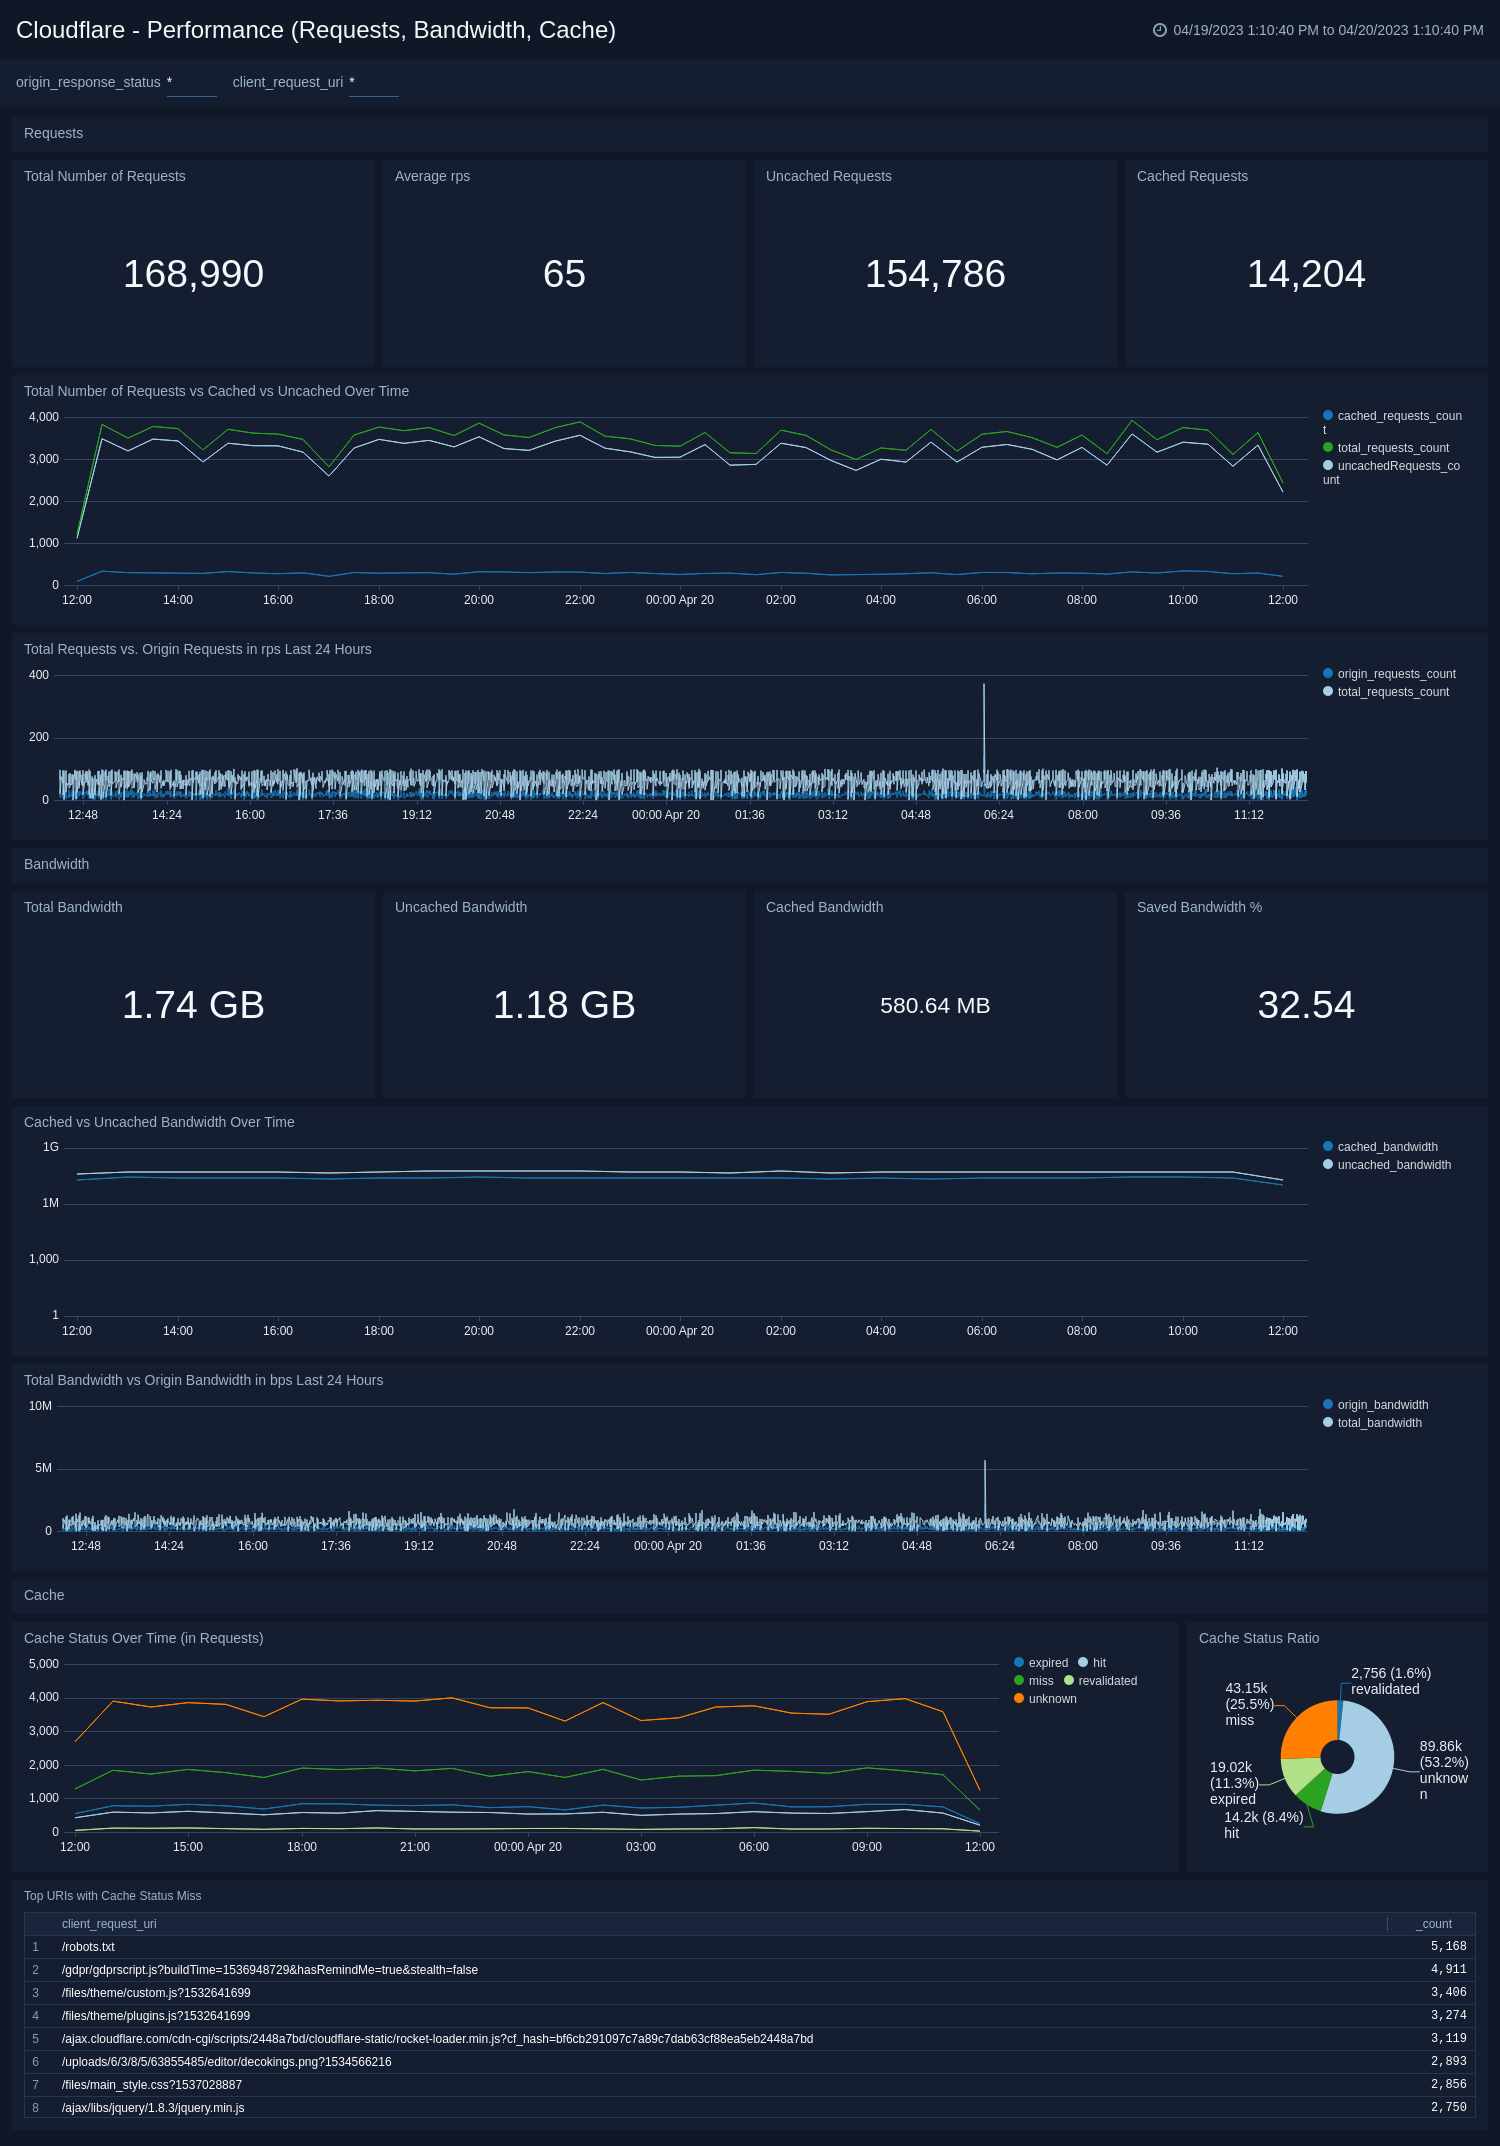 Cloudflare - Performance (Requests, Bandwidth, Cache)
04/19/2023 1:10:40 PM to 04/20/2023 1:10:40 PM
origin_response_status *
client_request_uri *
Requests
Total Number of Requests
168,990
Average rps
65
Uncached Requests
154,786
Cached Requests
14,204
Total Number of Requests vs Cached vs Uncached Over Time
4,000
3,000
2,000
1,000
0
12:00 14:00 16:00 18:00 20:00 22:00 00:00 Apr 20 02:00 04:00 06:00 08:00 10:00 12:00
cached_requests_coun
t
total_requests_count
uncachedRequests_co
unt
Total Requests vs. Origin Requests in rps Last 24 Hours
400
200
0
12:48 14:24 16:00 17:36 19:12 20:48 22:24 00:00 Apr 20 01:36 03:12 04:48 06:24 08:00 09:36 11:12
origin_requests_count
total_requests_count
Bandwidth
Total Bandwidth
1.74 GB
Uncached Bandwidth
1.18 GB
Cached Bandwidth
580.64 MB
Saved Bandwidth %
32.54
Cached vs Uncached Bandwidth Over Time
1G
1M
1,000
1
12:00 14:00 16:00 18:00 20:00 22:00 00:00 Apr 20 02:00 04:00 06:00 08:00 10:00 12:00
cached_bandwidth
uncached_bandwidth
Total Bandwidth vs Origin Bandwidth in bps Last 24 Hours
10M
5M
0
12:48 14:24 16:00 17:36 19:12 20:48 22:24 00:00 Apr 20 01:36 03:12 04:48 06:24 08:00 09:36 11:12
origin_bandwidth
total_bandwidth
Cache
Cache Status Over Time (in Requests)
5,000
4,000
3,000
2,000
1,000
0
12:00 15:00 18:00 21:00 00:00 Apr 20 03:00 06:00 09:00 12:00
expired hit
miss revalidated
unknown
Cache Status Ratio
2,756 (1.6%)
revalidated
43.15k
(25.5%)
miss
89.86k
(53.2%)
unknow
n
19.02k
(11.3%)
expired
14.2k (8.4%)
hit
Top URIs with Cache Status Miss
client_request_uri _count
1 /robots.txt 5,168
2 /gdpr/gdprscript.js?buildTime=1536948729&hasRemindMe=true&stealth=false 4,911
3 /files/theme/custom.js?1532641699 3,406
4 /files/theme/plugins.js?1532641699 3,274
5 /ajax.cloudflare.com/cdn-cgi/scripts/2448a7bd/cloudflare-static/rocket-loader.min.js?cf_hash=bf6cb291097c7a89c7dab63cf88ea5eb2448a7bd 3,119
6 /uploads/6/3/8/5/63855485/editor/decokings.png?1534566216 2,893
7 /files/main_style.css?1537028887 2,856
8 /ajax/libs/jquery/1.8.3/jquery.min.js 2,750